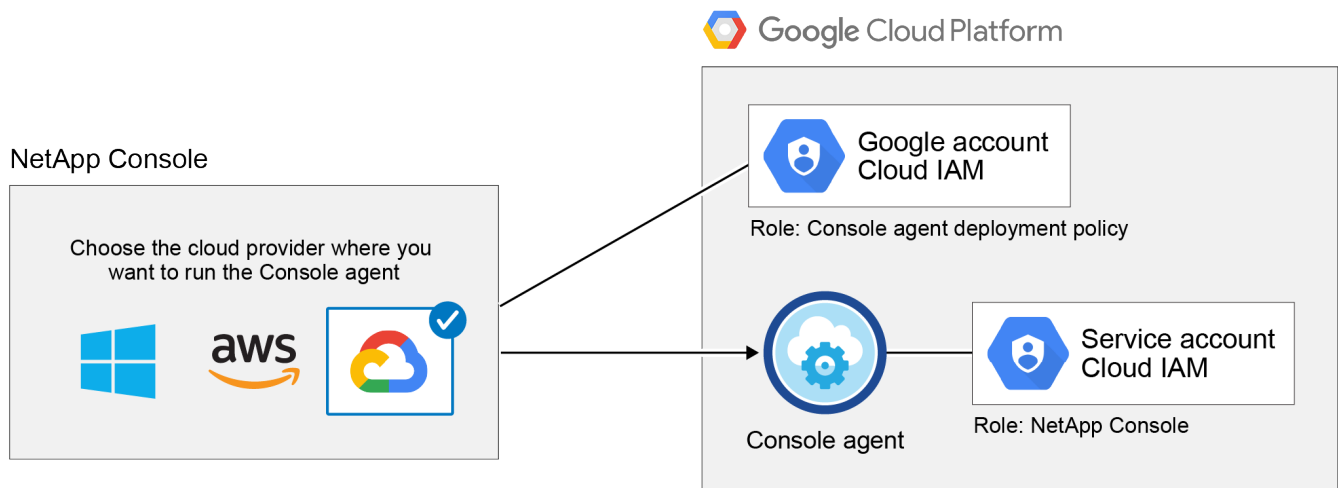 Google Cloud Platform
NetApp Console
Choose the cloud provider where you
want to run the Console agent
aws
Google account
Cloud IAM
Role: Console agent deployment policy
Console agent
Service account
Cloud IAM
Role: NetApp Console